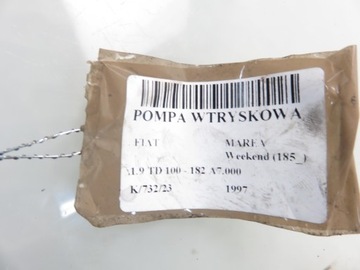 POMPA WTRYSKOWA
FIAT MAREA
Weekend (185_)
1.9 TD 100 - 182 A7.000
K/732/23 1997